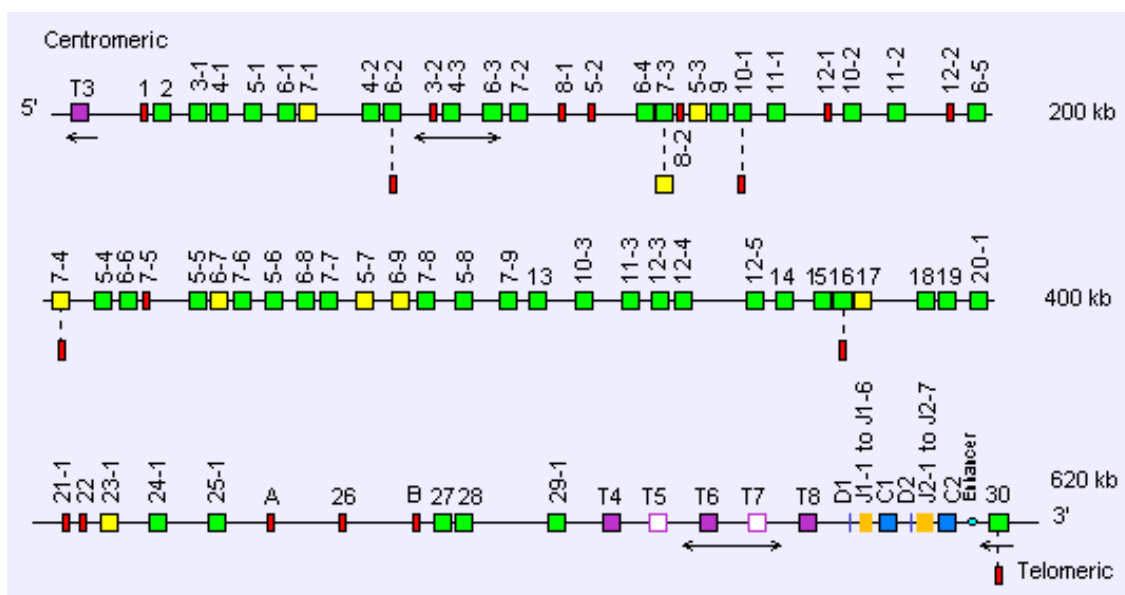 Centromeric
T3 1 2 3-1 4-1 5-1 6-1 7-1 4-2 6-2 3-2 4-3 6-3 7-2 8-1 5-2 6-4 7-3 8-2 5-3 9 10-1 11-1 12-1 10-2 11-2 12-2 6-5
5' 200 kb
7-4 5-4 6-6 7-5 5-5 6-7 7-6 5-6 6-8 7-7 5-7 6-9 7-8 5-8 7-9 13 10-3 11-3 12-3 12-4 12-5 14 15 16 17 18 19 20-1
400 kb
21-1 22 23-1 24-1 25-1 A 26 B 27 28 29-1 T4 T5 T6 T7 T8 D1 J1-1 to J1-6 C1 D2 J2-1 to J2-7 C2 Enhancer 30
620 kb
3'
Telomeric